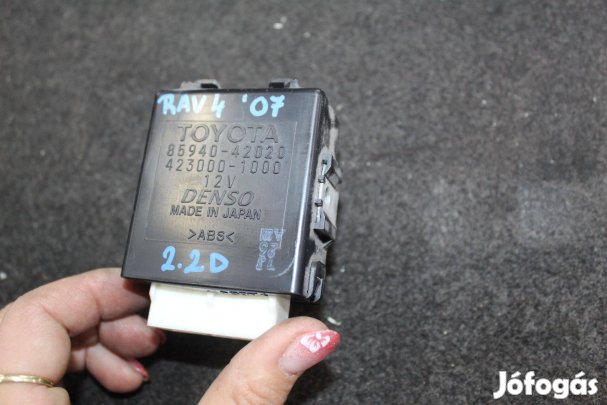 RAV4 '07
TOYOTA
85940-42020
423000-1000
12V
DENSO
MADE IN JAPAN
>ABS<
2.2D
Jófogás